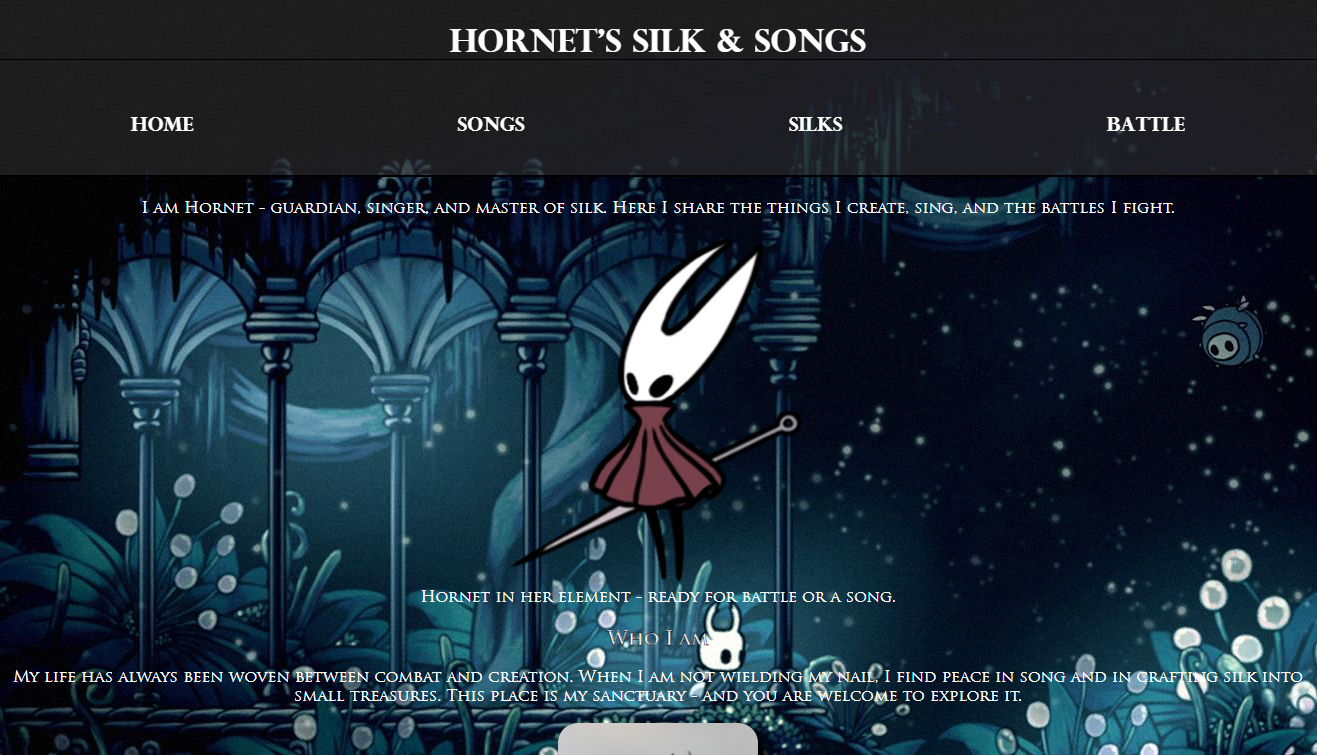 HORNET'S SILK & SONGS
HOME
SONGS
SILKS
BATTLE
I am Hornet - guardian, singer, and master of silk. Here I share the things I create, sing, and the battles I fight.
Hornet in her element - ready for battle or a song.
Who I am
My life has always been woven between combat and creation. When I am not wielding my nail, I find peace in song and in crafting silk into
small treasures. This place is my sanctuary - and you are welcome to explore it.